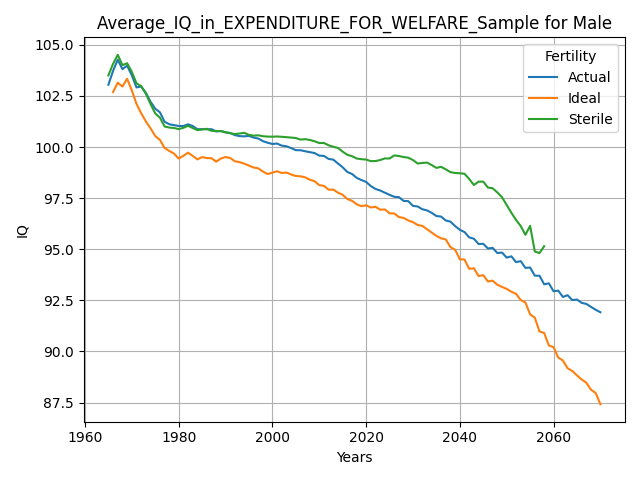 Average_IQ_in_EXPENDITURE_FOR_WELFARE_Sample for Male
105.0
102.5
100.0
97.5
95.0
92.5
90.0
87.5
IQ
1960
1980
2000
2020
2040
2060
Years
Fertility
Actual
Ideal
Sterile